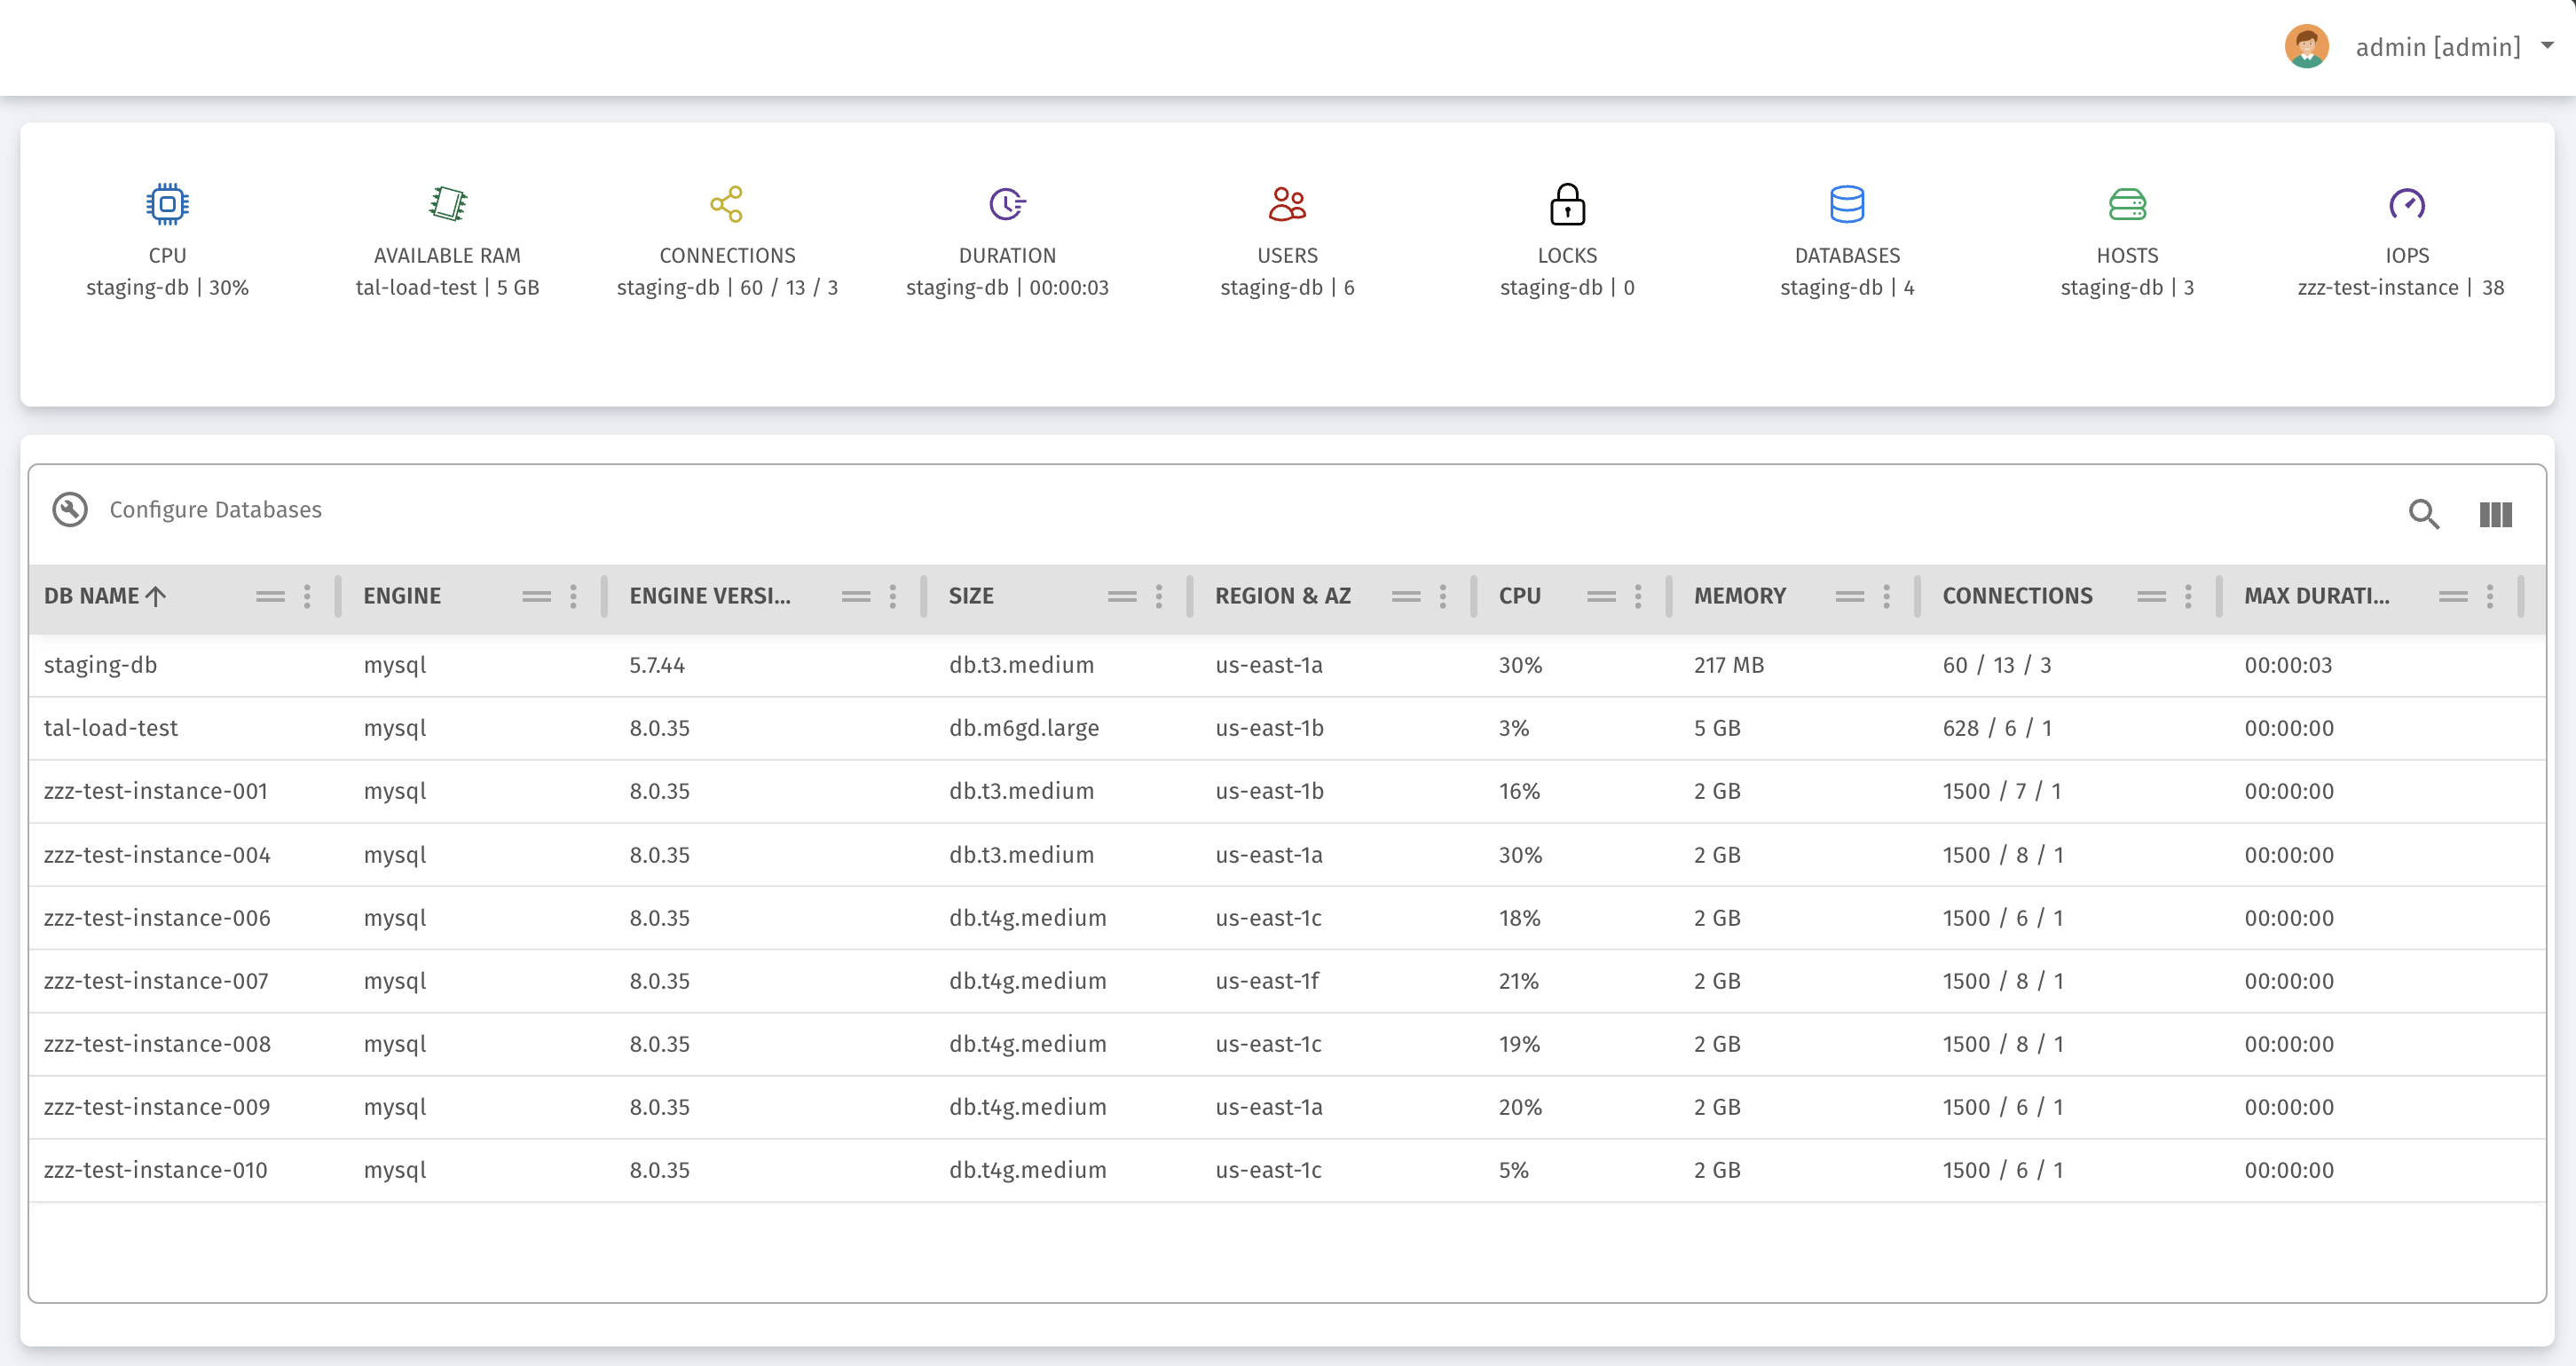 admin [admin]
CPU AVAILABLE RAM CONNECTIONS DURATION USERS LOCKS DATABASES HOSTS IOPS
staging-db | 30% tal-load-test | 5 GB staging-db | 60 / 13 / 3 staging-db | 00:00:03 staging-db | 6 staging-db | 0 staging-db | 4 staging-db | 3 zzz-test-instance | 38
Configure Databases
DB NAME ENGINE ENGINE VERSI... SIZE REGION & AZ CPU MEMORY CONNECTIONS MAX DURATI...
staging-db mysql 5.7.44 db.t3.medium us-east-1a 30% 217 MB 60 / 13 / 3 00:00:03
tal-load-test mysql 8.0.35 db.m6gd.large us-east-1b 3% 5 GB 628 / 6 / 1 00:00:00
zzz-test-instance-001 mysql 8.0.35 db.t3.medium us-east-1b 16% 2 GB 1500 / 7 / 1 00:00:00
zzz-test-instance-004 mysql 8.0.35 db.t3.medium us-east-1a 30% 2 GB 1500 / 8 / 1 00:00:00
zzz-test-instance-006 mysql 8.0.35 db.t4g.medium us-east-1c 18% 2 GB 1500 / 6 / 1 00:00:00
zzz-test-instance-007 mysql 8.0.35 db.t4g.medium us-east-1f 21% 2 GB 1500 / 8 / 1 00:00:00
zzz-test-instance-008 mysql 8.0.35 db.t4g.medium us-east-1c 19% 2 GB 1500 / 8 / 1 00:00:00
zzz-test-instance-009 mysql 8.0.35 db.t4g.medium us-east-1a 20% 2 GB 1500 / 6 / 1 00:00:00
zzz-test-instance-010 mysql 8.0.35 db.t4g.medium us-east-1c 5% 2 GB 1500 / 6 / 1 00:00:00